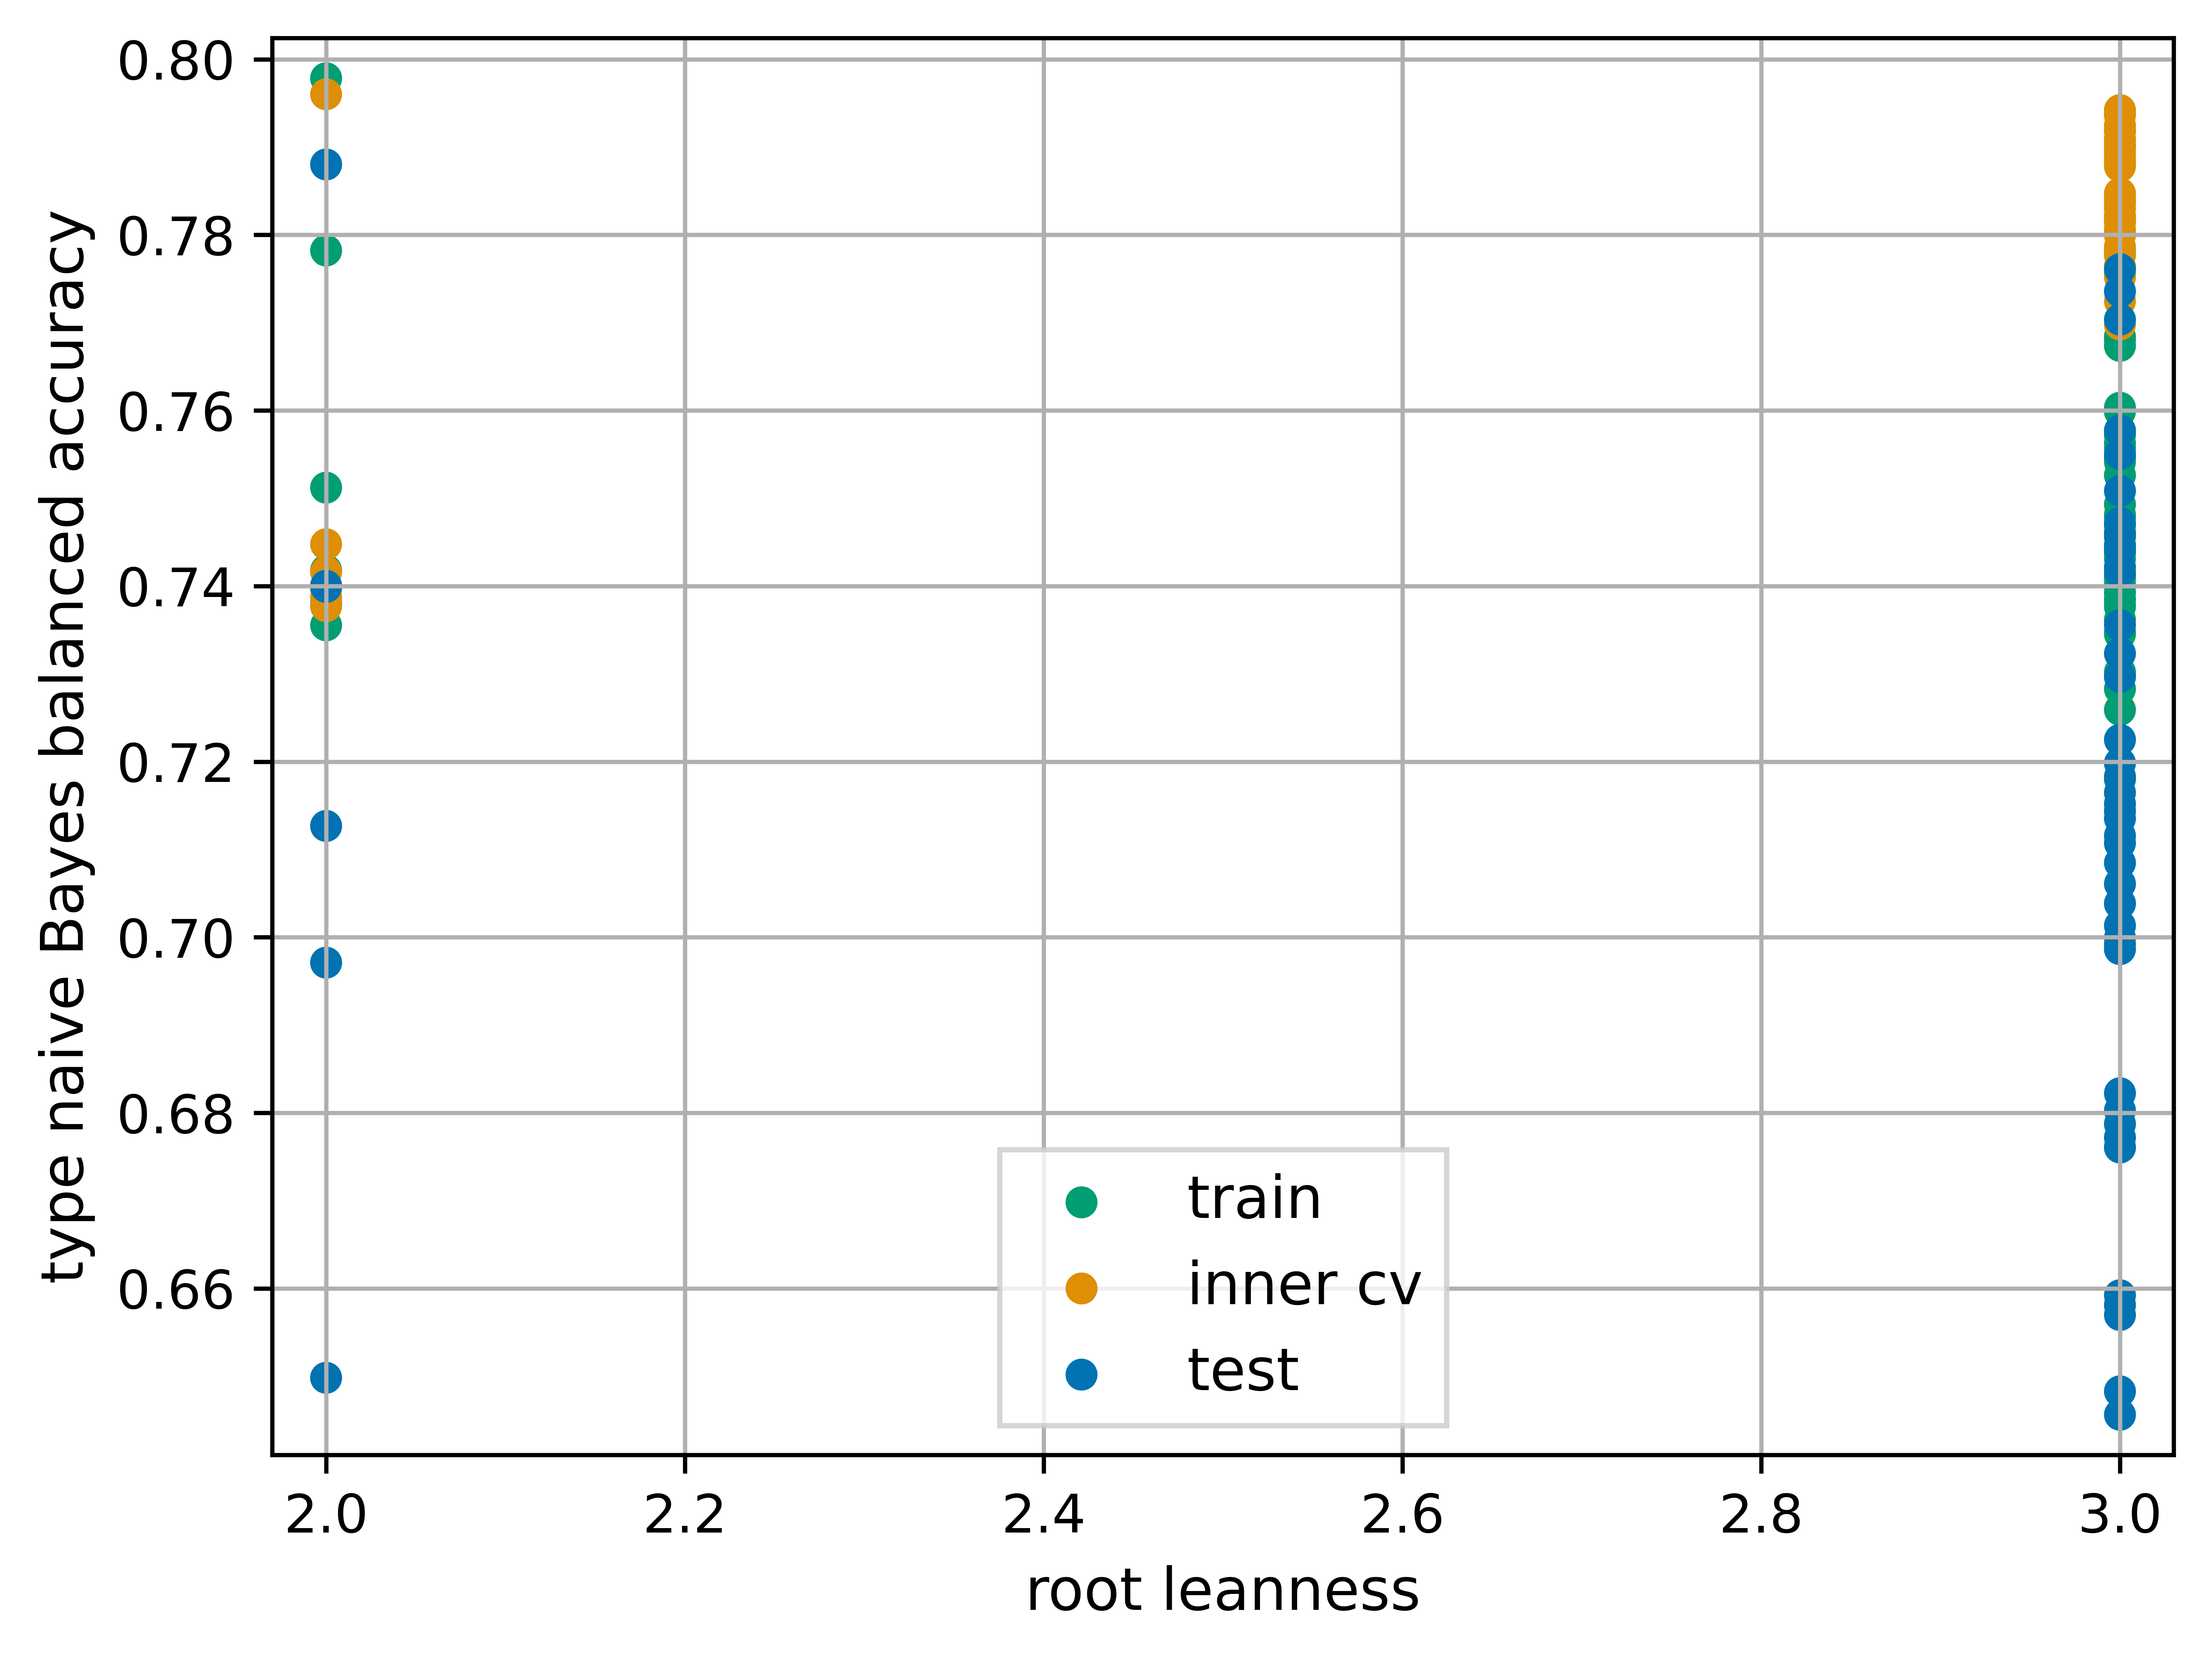 type naive Bayes balanced accuracy
0.80
0.78
0.76
0.74
0.72
0.70
0.68
0.66
train
inner cv
test
2.0 2.2 2.4 2.6 2.8 3.0
root leanness